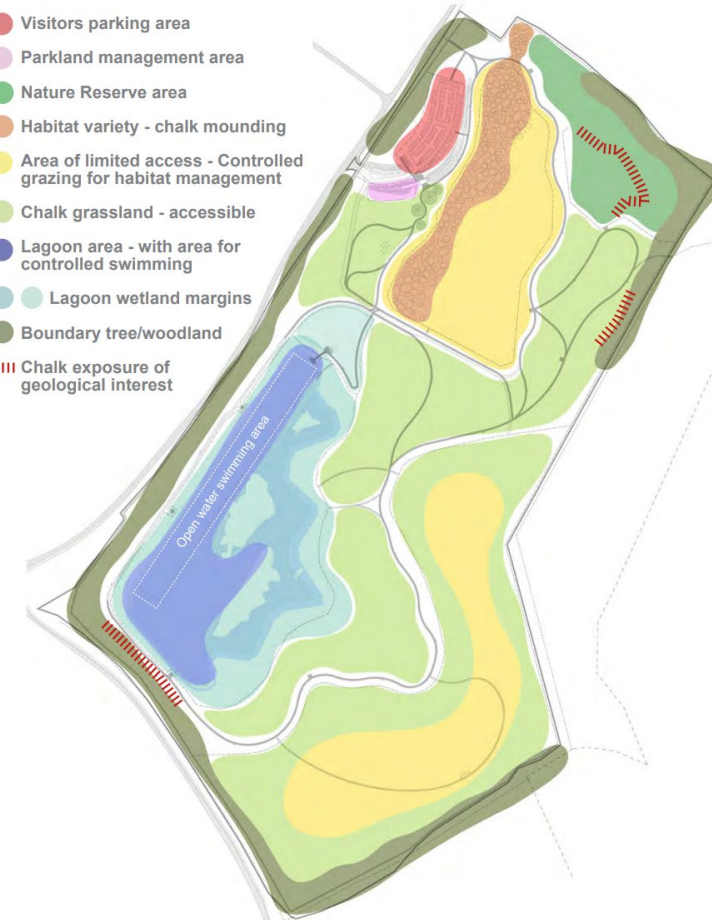 Visitors parking area
Parkland management area
Nature Reserve area
Habitat variety - chalk mounding
Area of limited access - Controlled
grazing for habitat management
Chalk grassland - accessible
Lagoon area - with area for
controlled swimming
Lagoon wetland margins
Boundary tree/woodland
Chalk exposure of
geological interest
Open water swimming area